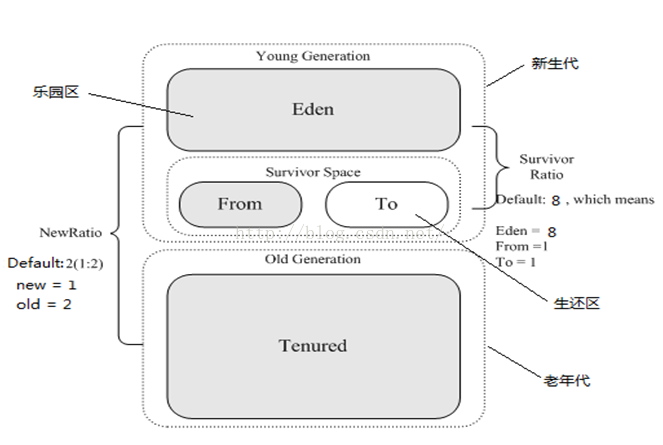 Young Generation
新生代
乐园区
Eden
Survivor
Ratio
Survivor Space
Default: 8 , which means
From
To
http://blog.csdn.net
Eden = 8
From =1
To = 1
NewRatio
Default:2(1:2)
new = 1
old = 2
Old Generation
生还区
Tenured
老年代